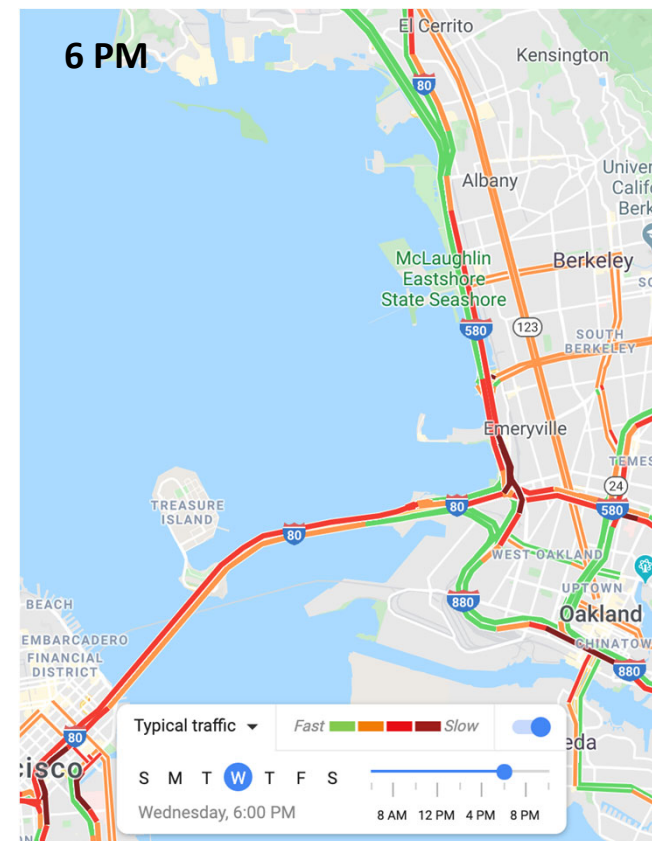 6 PM
El Cerrito
Kensington
80
Albany
Univer
Calif
Berk
McLaughlin
Eastshore
State Seashore
Berkeley
580
123
SOUTH
BERKELEY
Emeryville
TEMES
24
TREASURE
ISLAND
80
80
580
WEST OAKLAND
UPTOWN
880
Oakland
BEACH
CHINATOW
EMBARCADERO
FINANCIAL
DISTRICT
880
80
cisco
eda
Typical traffic
Fast
Slow
S M T W T F S
Wednesday, 6:00 PM
8 AM 12 PM 4 PM 8 PM